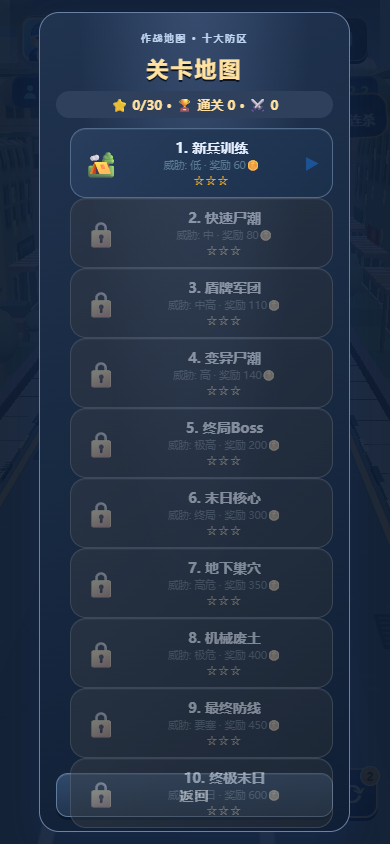 作战地图 • 十大防区
关卡地图
0/30 • 通关 0 • 0
1. 新兵训练
威胁: 低 · 奖励 60
2. 快速尸潮
威胁: 中 · 奖励 80
3. 盾牌军团
威胁: 中高 · 奖励 110
4. 变异尸潮
威胁: 高 · 奖励 140
5. 终局Boss
威胁: 极高 · 奖励 200
6. 末日核心
威胁: 终局 · 奖励 300
7. 地下巢穴
威胁: 高危 · 奖励 350
8. 机械废土
威胁: 极危 · 奖励 400
9. 最终防线
威胁: 要塞 · 奖励 450
10. 终极末日
威胁: 日 · 奖励 600
返回
连杀
2